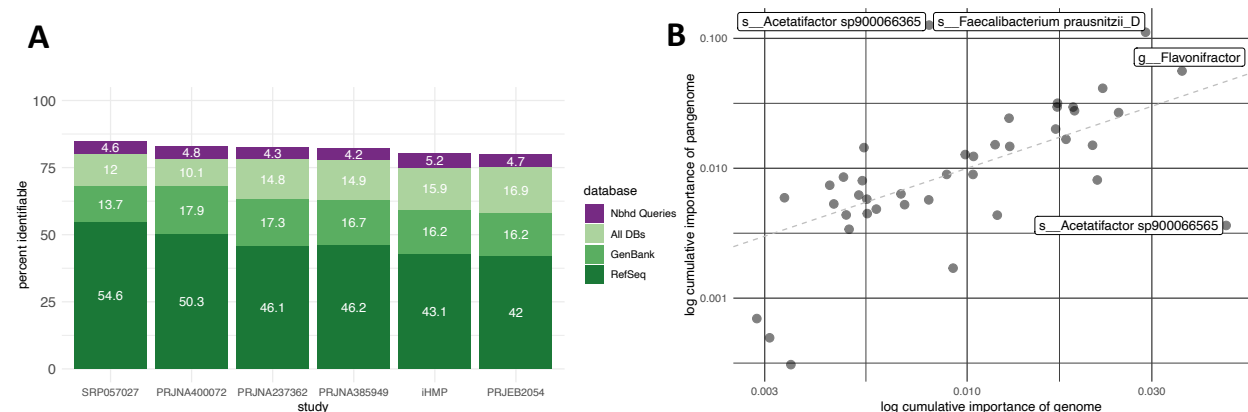 A
100
75
50
25
0
percent identifiable
4.6
12
13.7
54.6
4.8
10.1
17.9
50.3
4.3
14.8
17.3
46.1
4.2
14.9
16.7
46.2
5.2
15.9
16.2
43.1
4.7
16.9
16.2
42
SRP057027
PRJNA400072
PRJNA237362
PRJNA385949
iHMP
PRJEB2054
study
database
Nbhd Queries
All DBs
GenBank
RefSeq
B
s__Acetatifactor sp900066365
s__Faecalibacterium prausnitzii_D
g__Flavonifractor
s__Acetatifactor sp900066565
0.100
0.010
0.001
log cumulative importance of pangenome
0.003
0.010
0.030
log cumulative importance of genome